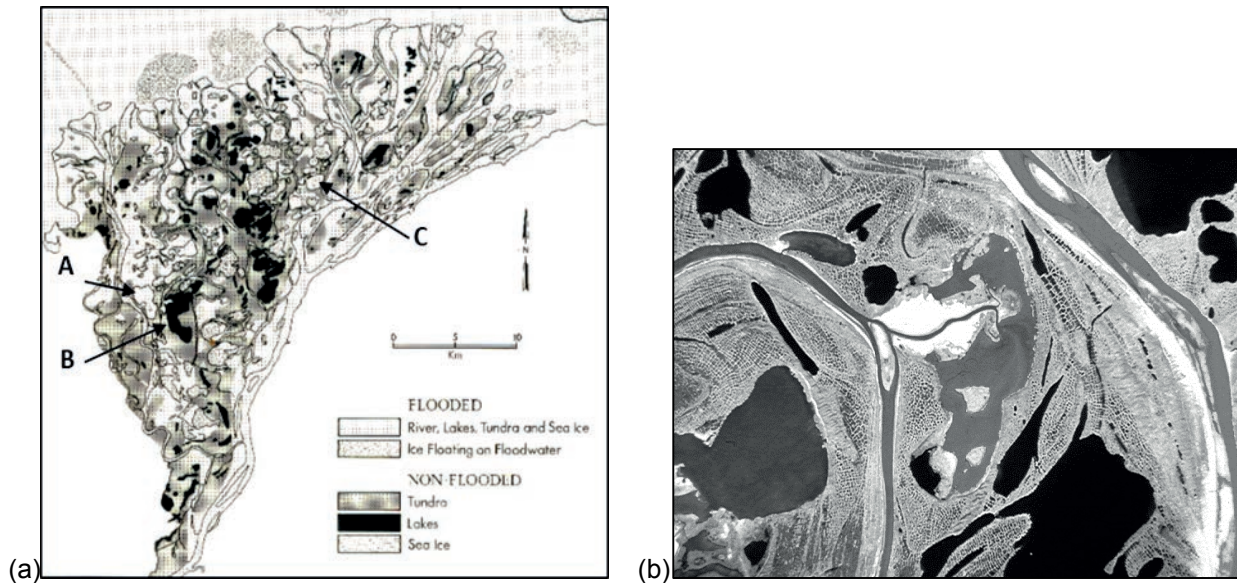 A
B
C
N
0 5 10
Km
FLOODED
River, Lakes, Tundra and Sea Ice
Ice Floating on Floodwater
NON-FLOODED
Tundra
Lakes
Sea Ice
(a)
(b)